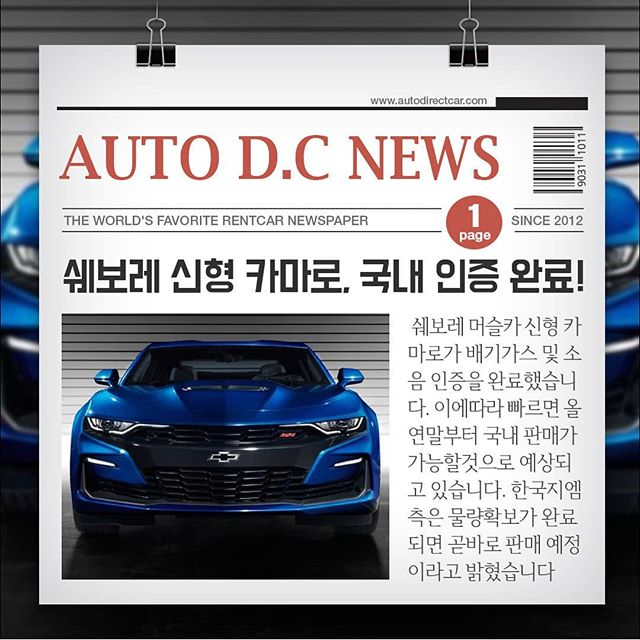 www.autodirectcar.com
AUTO D.C NEWS
9031 1011
THE WORLD'S FAVORITE RENTCAR NEWSPAPER
1
page
SINCE 2012
쉐보레 신형 카마로, 국내 인증 완료!
쉐보레 머슬카 신형 카
마로가 배기가스 및 소
음 인증을 완료했습니
다. 이에따라 빠르면 올
연말부터 국내 판매가
가능할것으로 예상되
고 있습니다. 한국지엠
측은 물량확보가 완료
되면 곧바로 판매 예정
이라고 밝혔습니다
SS